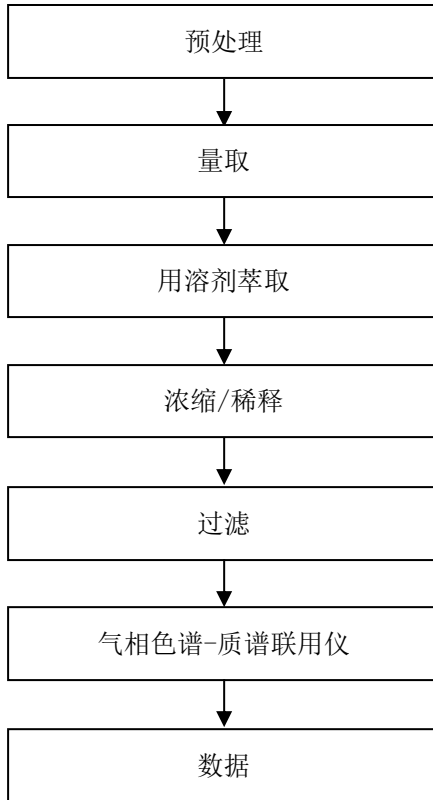 预处理
量取
用溶剂萃取
浓缩/稀释
过滤
气相色谱-质谱联用仪
数据